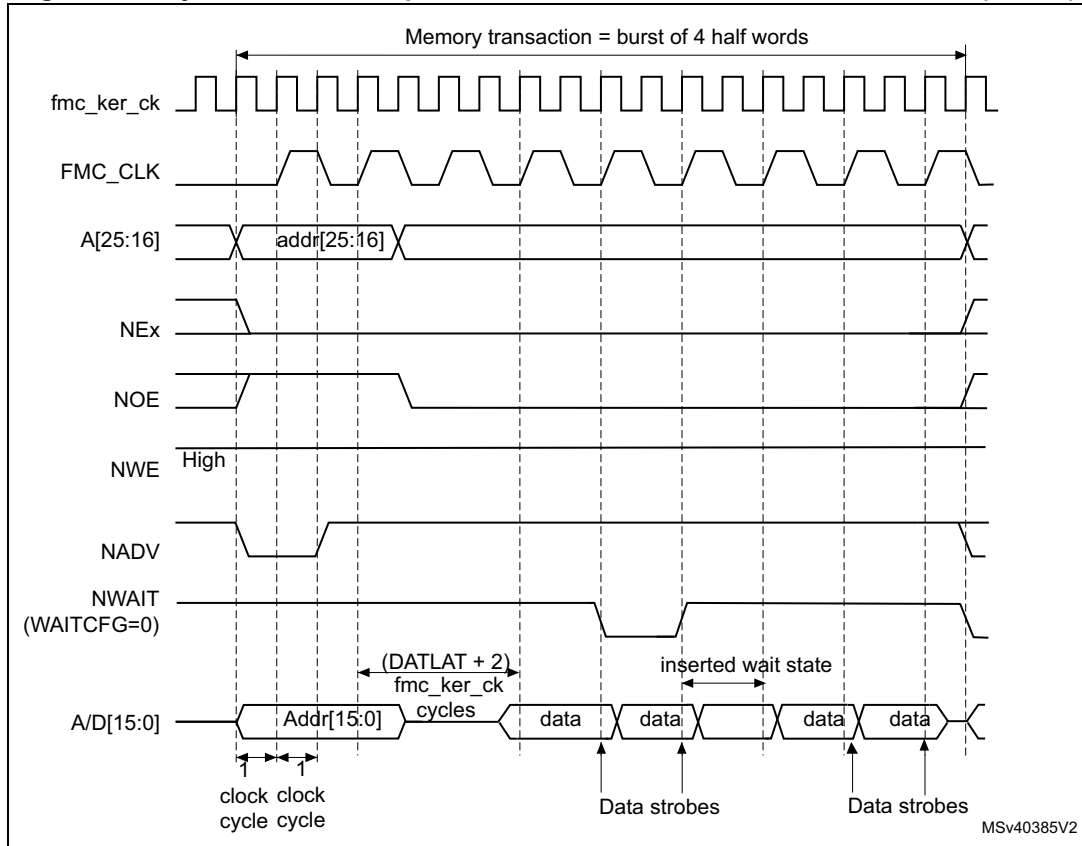 Memory transaction = burst of 4 half words
fmc_ker_ck
FMC_CLK
A[25:16]
addr[25:16]
NEx
NOE
NWE
High
NADV
NWAIT
(WAITCFG=0)
(DATLAT + 2)
fmc_ker_ck
cycles
inserted wait state
A/D[15:0]
Addr[15:0]
data
data
data
data
1
clock
cycle
1
clock
cycle
Data strobes
Data strobes
MSv40385V2